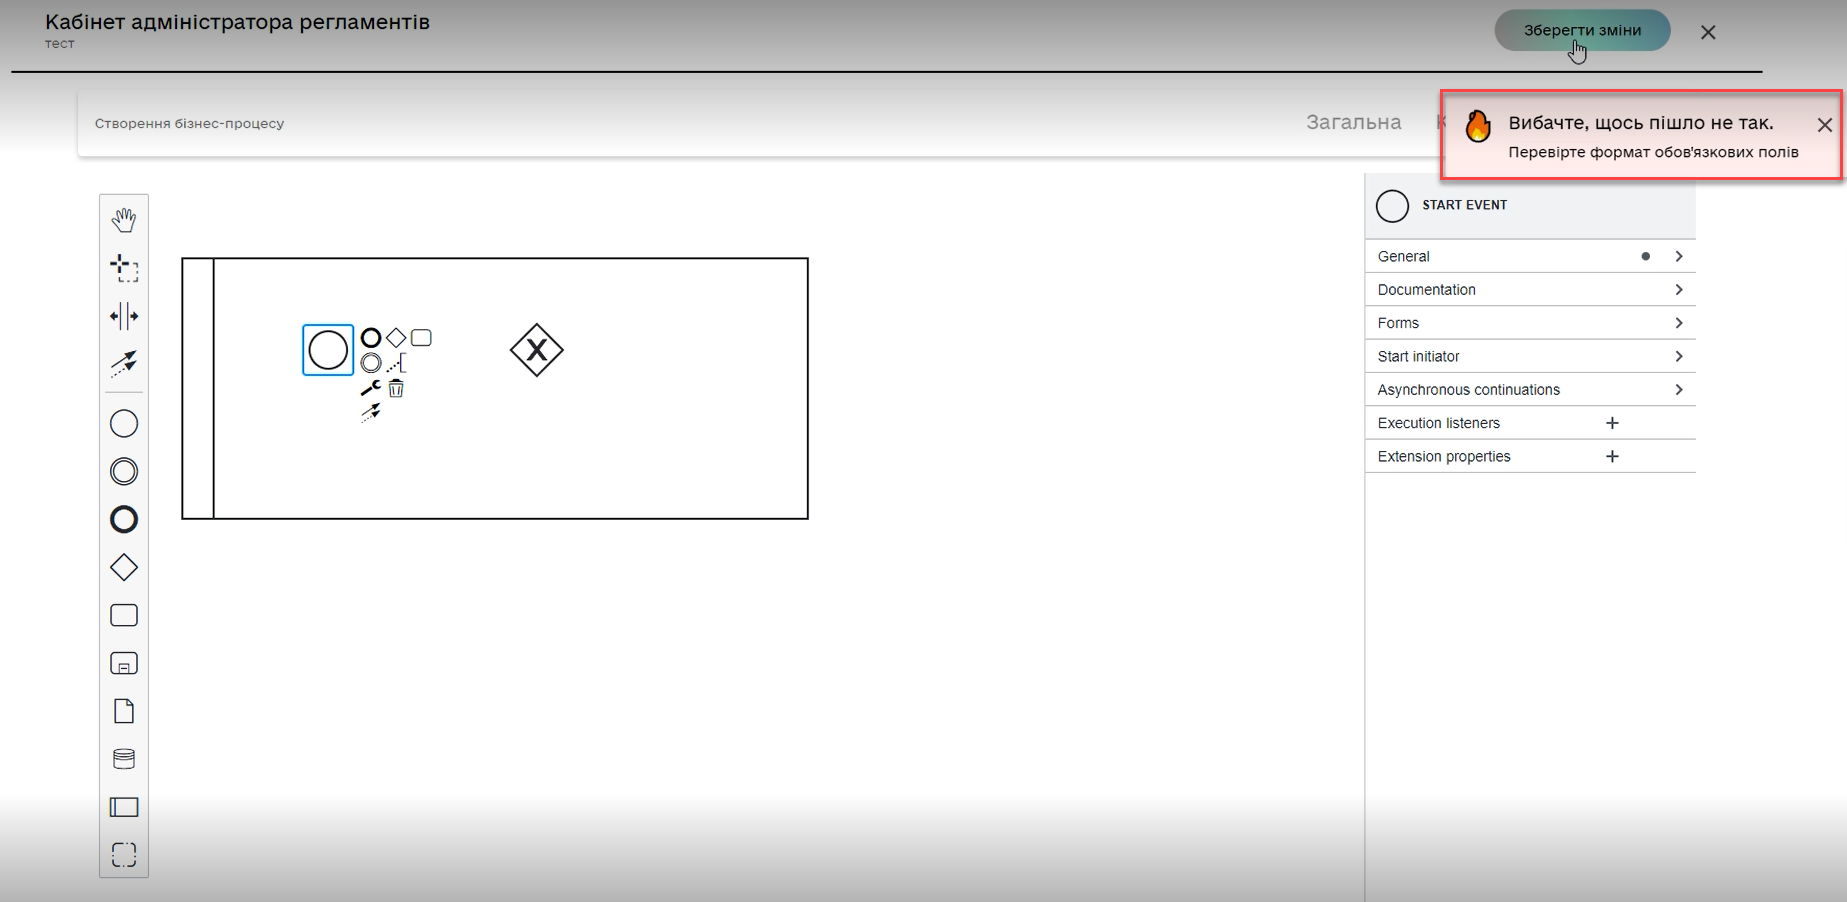 Кабінет адміністратора регламентів
тест
Зберегти зміни
Створення бізнес-процесу
Загальна
Вибачте, щось пішло не так.
Перевірте формат обов'язкових полів
START EVENT
General
Documentation
Forms
Start initiator
Asynchronous continuations
Execution listeners
Extension properties